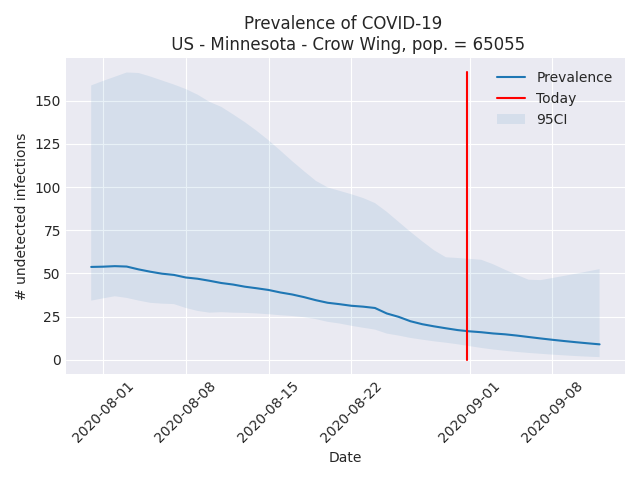 Prevalence of COVID-19
US - Minnesota - Crow Wing, pop. = 65055
Prevalence
Today
95CI
# undetected infections
150
125
100
75
50
25
0
2020-08-01
2020-08-08
2020-08-15
2020-08-22
2020-09-01
2020-09-08
Date